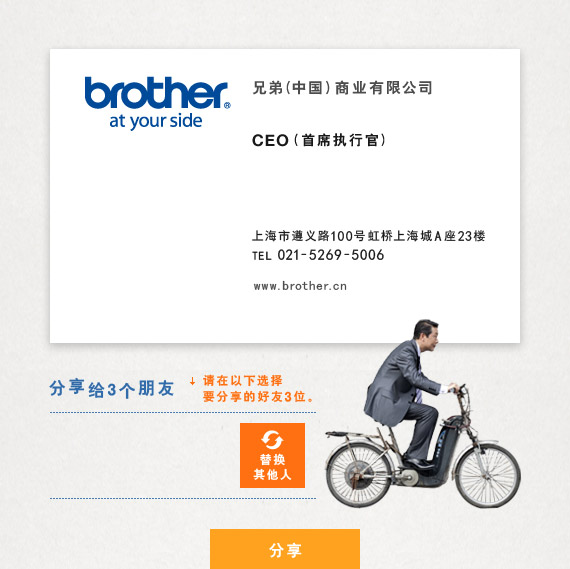 brother®
at your side
兄弟(中国)商业有限公司
CEO(首席执行官)
上海市遵义路100号虹桥上海城A座23楼
TEL 021-5269-5006
www.brother.cn
分享给3个朋友
↓ 请在以下选择
要分享的好友3位。
替换
其他人
分享